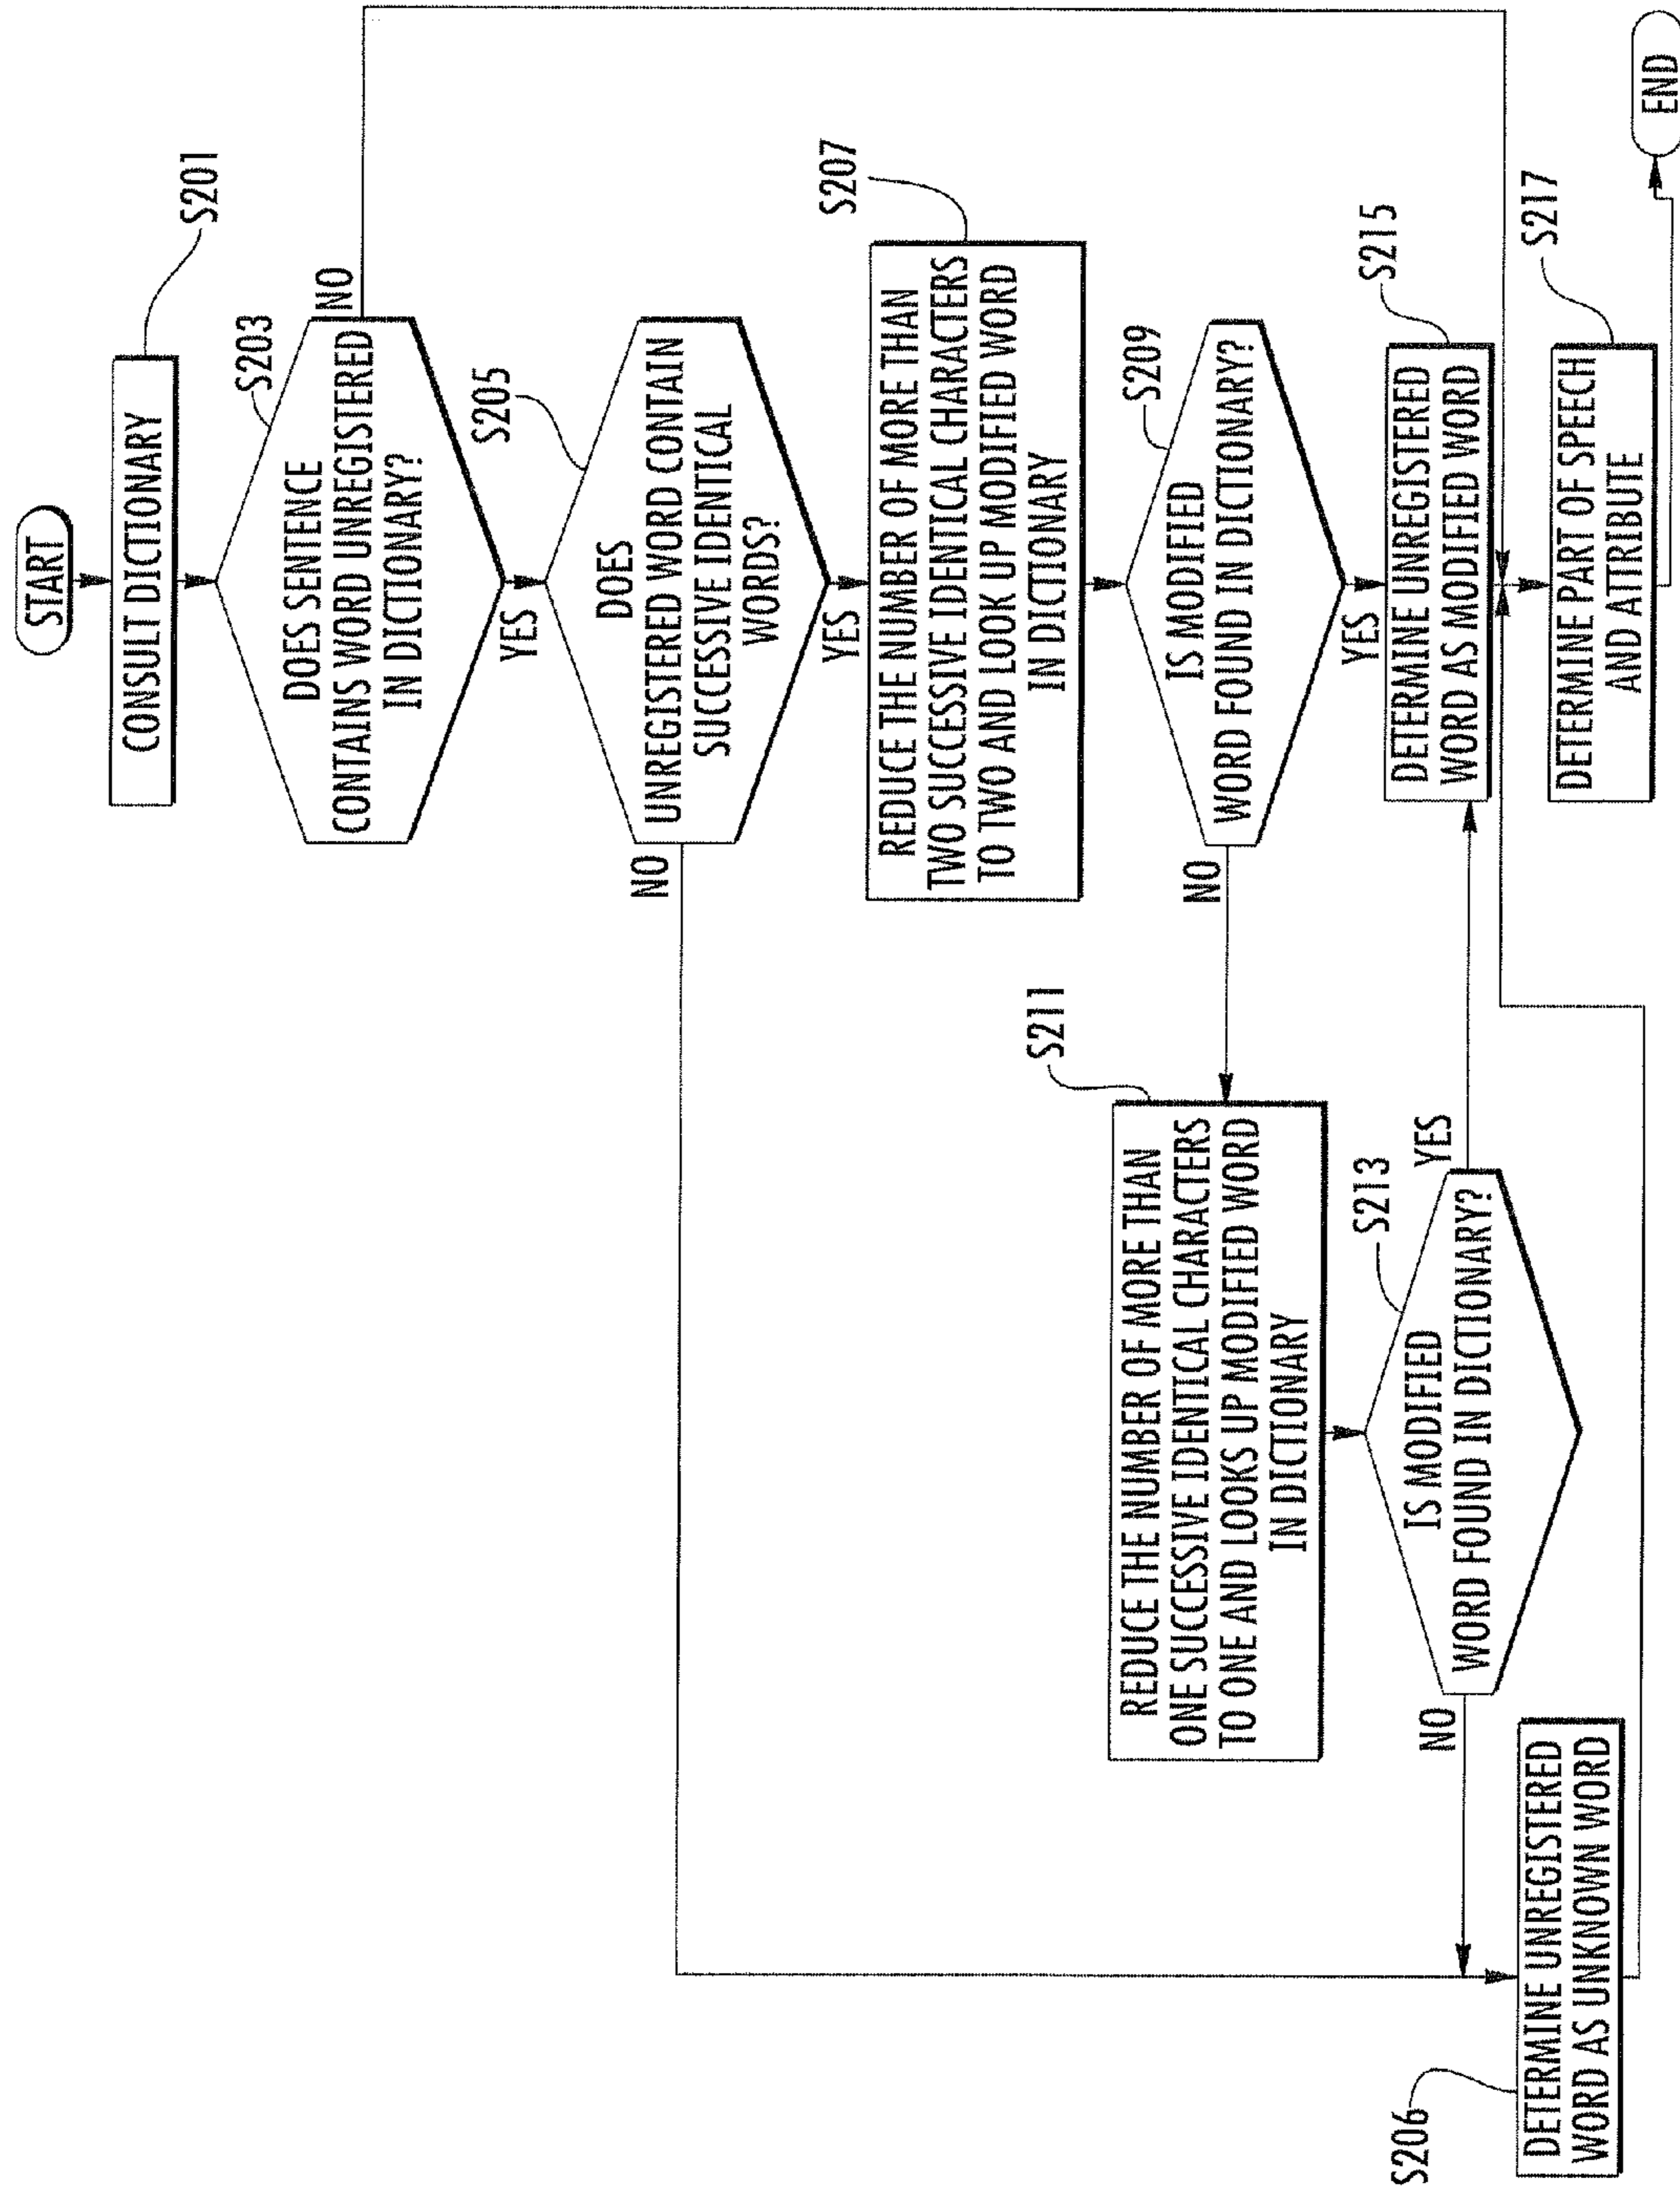 START
CONSULT DICTIONARY
S201
DOES SENTENCE
CONTAINS WORD UNREGISTERED
IN DICTIONARY?
S203
NO
YES
DOES
UNREGISTERED WORD CONTAIN
SUCCESSIVE IDENTICAL
WORDS?
S205
NO
YES
REDUCE THE NUMBER OF MORE THAN
TWO SUCCESSIVE IDENTICAL CHARACTERS
TO TWO AND LOOK UP MODIFIED WORD
IN DICTIONARY
S207
IS MODIFIED
WORD FOUND IN DICTIONARY?
S209
NO
YES
REDUCE THE NUMBER OF MORE THAN
ONE SUCCESSIVE IDENTICAL CHARACTERS
TO ONE AND LOOKS UP MODIFIED WORD
IN DICTIONARY
S211
IS MODIFIED
WORD FOUND IN DICTIONARY?
S213
NO
YES
DETERMINE UNREGISTERED
WORD AS MODIFIED WORD
S215
DETERMINE UNREGISTERED
WORD AS UNKNOWN WORD
S206
DETERMINE PART OF SPEECH
AND ATTRIBUTE
S217
END